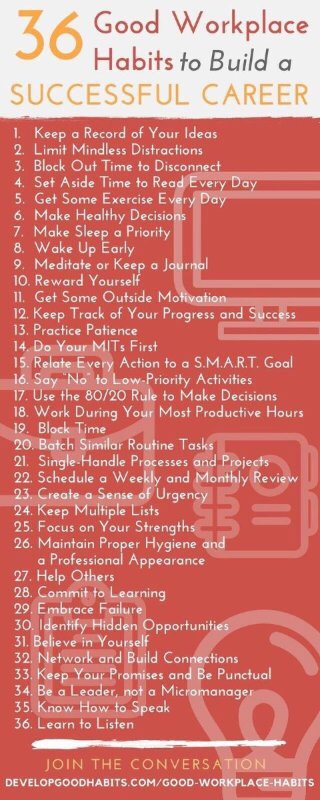 36 Good Workplace
Habits to Build a
SUCCESSFUL CAREER
1. Keep a Record of Your Ideas
2. Limit Mindless Distractions
3. Block Out Time to Disconnect
4. Set Aside Time to Read Every Day
5. Get Some Exercise Every Day
6. Make Healthy Decisions
7. Make Sleep a Priority
8. Wake Up Early
9. Meditate or Keep a Journal
10. Reward Yourself
11. Get Some Outside Motivation
12. Keep Track of Your Progress and Success
13. Practice Patience
14. Do Your MITs First
15. Relate Every Action to a S.M.A.R.T. Goal
16. Say "No" to Low-Priority Activities
17. Use the 80/20 Rule to Make Decisions
18. Work During Your Most Productive Hours
19. Block Time
20. Batch Similar Routine Tasks
21. Single-Handle Processes and Projects
22. Schedule a Weekly and Monthly Review
23. Create a Sense of Urgency
24. Keep Multiple Lists
25. Focus on Your Strengths
26. Maintain Proper Hygiene and
a Professional Appearance
27. Help Others
28. Commit to Learning
29. Embrace Failure
30. Identify Hidden Opportunities
31. Believe in Yourself
32. Network and Build Connections
33. Keep Your Promises and Be Punctual
34. Be a Leader, not a Micromanager
35. Know How to Speak
36. Learn to Listen
JOIN THE CONVERSATION
DEVELOPGOODHABITS.COM/GOOD-WORKPLACE-HABITS